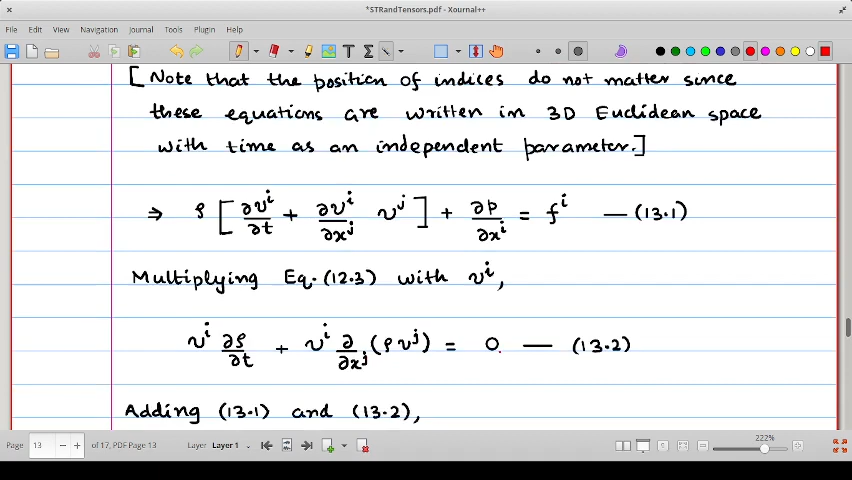 *STRandTensors.pdf - Xournal++
File Edit View Navigation Journal Tools Plugin Help
[ Note that the position of indices do not matter since
these equations are written in 3D Euclidean space
with time as an independent parameter.]
⇒ ρ [ ∂v^i/∂t + ∂v^i/∂x^j v^j ] + ∂p/∂x^i = f^i — (13.1)
Multiplying Eq.(12.3) with v^i,
v^i ∂ρ/∂t + v^i ∂/∂x^j (ρ v^j) = 0 — (13.2)
Adding (13.1) and (13.2),
Page 13 of 17, PDF Page 13 Layer Layer 1 222%